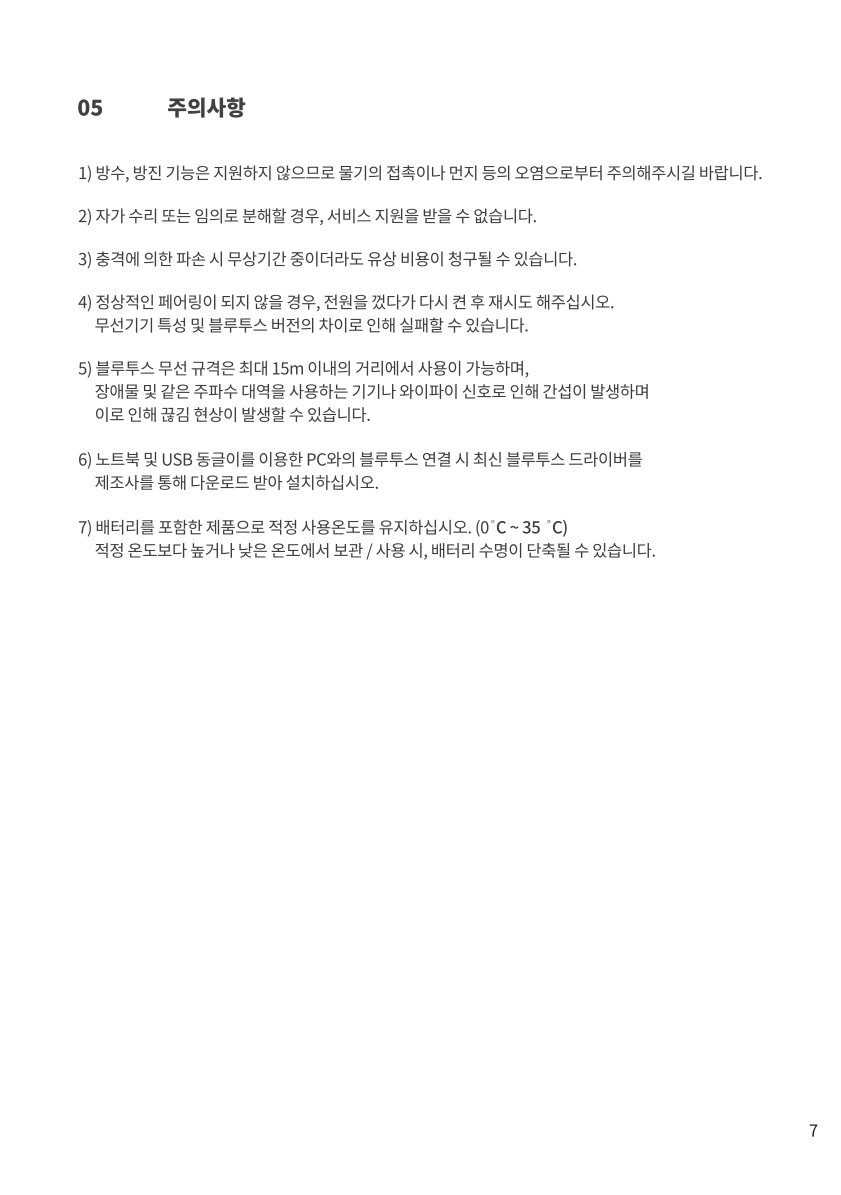 05 주의사항
1) 방수, 방진 기능은 지원하지 않으므로 물기의 접촉이나 먼지 등의 오염으로부터 주의해주시길 바랍니다.
2) 자가 수리 또는 임의로 분해할 경우, 서비스 지원을 받을 수 없습니다.
3) 충격에 의한 파손 시 무상기간 중이더라도 유상 비용이 청구될 수 있습니다.
4) 정상적인 페어링이 되지 않을 경우, 전원을 껐다가 다시 켠 후 재시도 해주십시오.
무선기기 특성 및 블루투스 버전의 차이로 인해 실패할 수 있습니다.
5) 블루투스 무선 규격은 최대 15m 이내의 거리에서 사용이 가능하며,
장애물 및 같은 주파수 대역을 사용하는 기기나 와이파이 신호로 인해 간섭이 발생하며
이로 인해 끊김 현상이 발생할 수 있습니다.
6) 노트북 및 USB 동글이를 이용한 PC와의 블루투스 연결 시 최신 블루투스 드라이버를
제조사를 통해 다운로드 받아 설치하십시오.
7) 배터리를 포함한 제품으로 적정 사용온도를 유지하십시오. (0˚C ~ 35 ˚C)
적정 온도보다 높거나 낮은 온도에서 보관 / 사용 시, 배터리 수명이 단축될 수 있습니다.
7